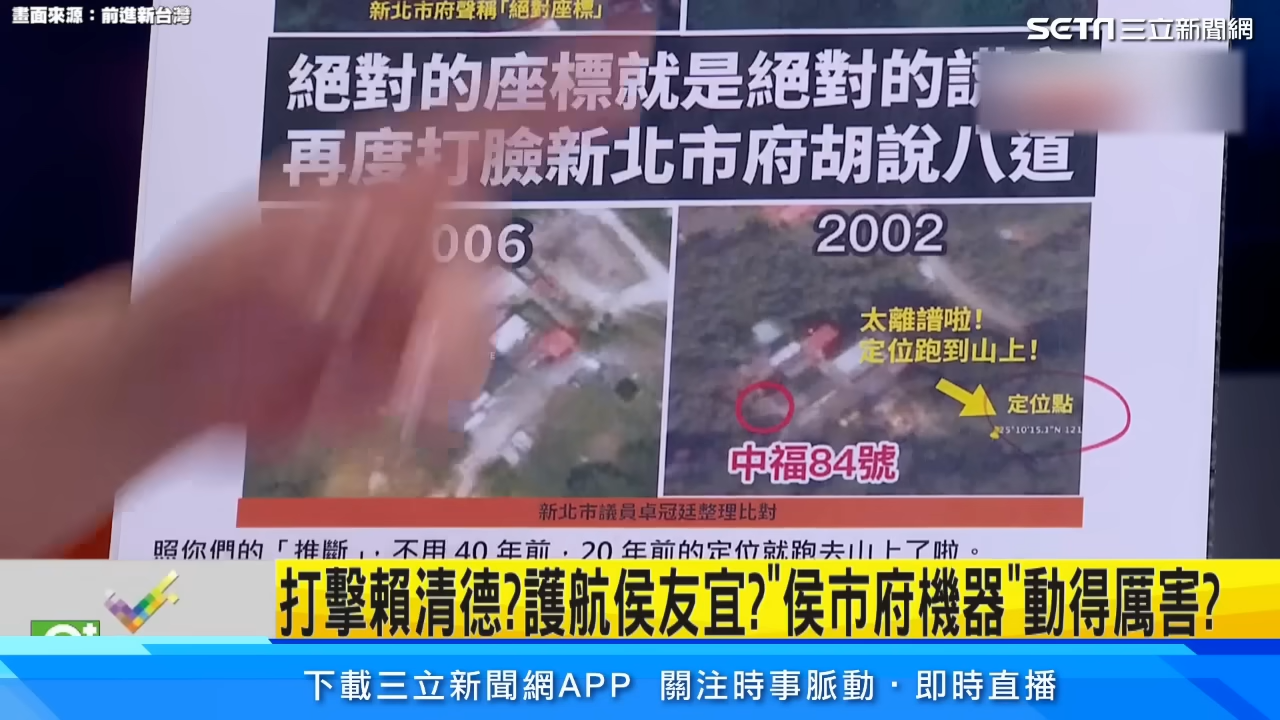 畫面來源：前進新台灣
SETN三立新聞網
新北市府聲稱「絕對座標」
絕對的座標就是絕對的
再度打臉新北市府胡說八道
006
2002
太離譜啦！
定位跑到山上！
定位點
25°10'15.1"N 121
中福84號
新北市議員卓冠廷整理比對
照你們的「推斷」，不用40年前，20年前的定位就跑去山上了啦。
打擊賴清德?護航侯友宜?"侯市府機器"動得厲害?
下載三立新聞網APP 關注時事脈動·即時直播